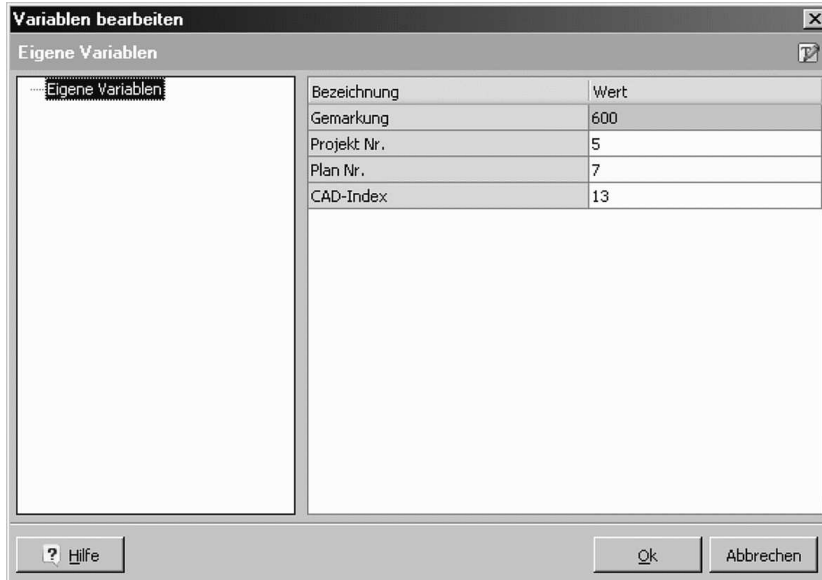 Variablen bearbeiten
Eigene Variablen
Eigene Variablen
Bezeichnung Wert
Gemarkung 600
Projekt Nr. 5
Plan Nr. 7
CAD-Index 13
? Hilfe Ok Abbrechen